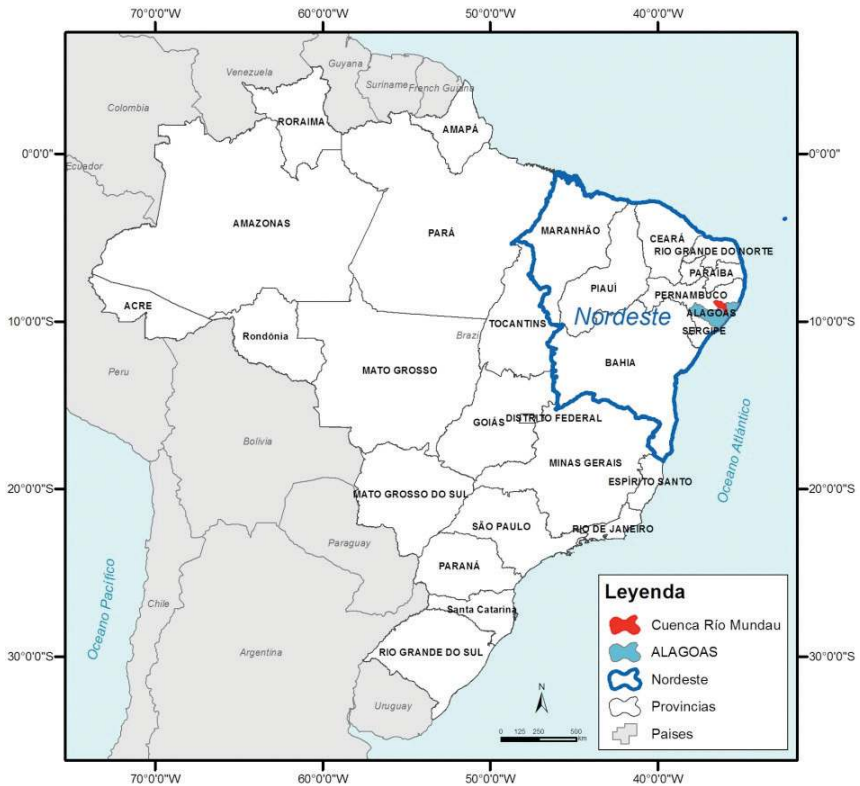 70°0'0"W 60°0'0"W 50°0'0"W 40°0'0"W
Venezuela
Guyana
Suriname
French Guiana
Colombia
RORAIMA
AMAPÁ
0°0'0" 0°0'0"
Ecuador
AMAZONAS
PARÁ
MARANHÃO
CEARÁ
RIO GRANDE DO NORTE
PARAÍBA
PIAUÍ
PERNAMBUCO
ACRE
Nordeste
ALAGOAS
10°0'0"S 10°0'0"S
TOCANTINS
SERGIPE
Rondônia
Brazil
Peru
MATO GROSSO
BAHIA
GOIÁS
DISTRITO FEDERAL
Bolivia
MINAS GERAIS
Oceano Atlántico
ESPÍRITO SANTO
20°0'0"S 20°0'0"S
MATO GROSSO DO SUL
SÃO PAULO
RIO DE JANEIRO
Paraguay
PARANÁ
Oceano Pacífico
Chile
Santa Catarina
Argentina
RIO GRANDE DO SUL
30°0'0"S 30°0'0"S
Uruguay
N
0 125 250 500
km
Leyenda
Cuenca Río Mundau
ALAGOAS
Nordeste
Provincias
Paises
70°0'0"W 60°0'0"W 50°0'0"W 40°0'0"W